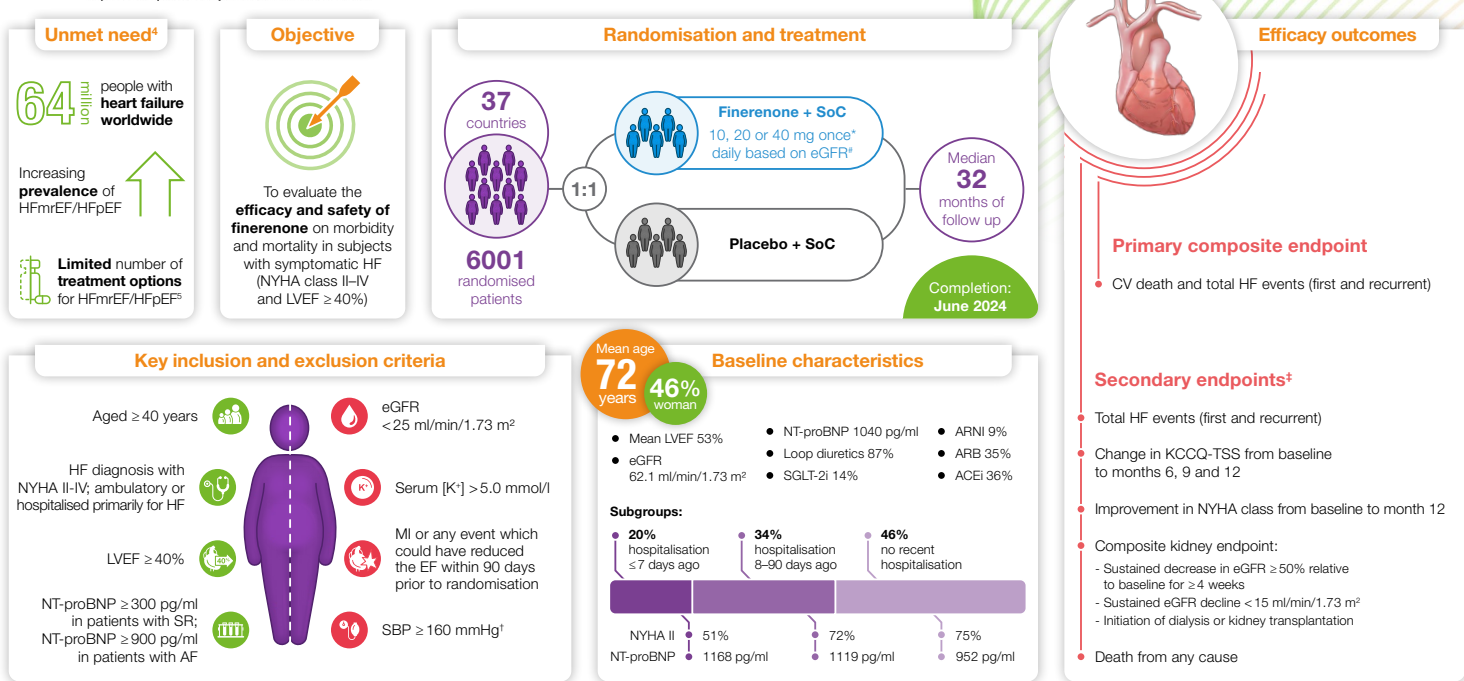 Unmet need⁴
64 million
people with
heart failure
worldwide
Increasing
prevalence of
HFmrEF/HFpEF
Limited number of
treatment options
for HFmrEF/HFpEF⁵
Objective
To evaluate the
efficacy and safety of
finerenone on morbidity
and mortality in subjects
with symptomatic HF
(NYHA class II–IV
and LVEF ≥ 40%)
Randomisation and treatment
37
countries
6001
randomised
patients
1:1
Finerenone + SoC
10, 20 or 40 mg once*
daily based on eGFR#
Placebo + SoC
Median
32
months of
follow up
Completion:
June 2024
Efficacy outcomes
Primary composite endpoint
CV death and total HF events (first and recurrent)
Secondary endpoints‡
Total HF events (first and recurrent)
Change in KCCQ-TSS from baseline
to months 6, 9 and 12
Improvement in NYHA class from baseline to month 12
Composite kidney endpoint:
- Sustained decrease in eGFR ≥ 50% relative
to baseline for ≥ 4 weeks
- Sustained eGFR decline < 15 ml/min/1.73 m²
- Initiation of dialysis or kidney transplantation
Death from any cause
Key inclusion and exclusion criteria
Aged ≥ 40 years
HF diagnosis with
NYHA II-IV; ambulatory or
hospitalised primarily for HF
LVEF ≥ 40%
40%
NT-proBNP ≥ 300 pg/ml
in patients with SR;
NT-proBNP ≥ 900 pg/ml
in patients with AF
eGFR
< 25 ml/min/1.73 m²
K+
Serum [K⁺] > 5.0 mmol/l
MI or any event which
could have reduced
the EF within 90 days
prior to randomisation
SBP ≥ 160 mmHg†
Mean age
72
years
46%
woman
Baseline characteristics
● Mean LVEF 53%
● eGFR
62.1 ml/min/1.73 m²
● NT-proBNP 1040 pg/ml
● Loop diuretics 87%
● SGLT-2i 14%
● ARNI 9%
● ARB 35%
● ACEi 36%
Subgroups:
20%
hospitalisation
≤ 7 days ago
34%
hospitalisation
8–90 days ago
46%
no recent
hospitalisation
NYHA II 51% 72% 75%
NT-proBNP 1168 pg/ml 1119 pg/ml 952 pg/ml